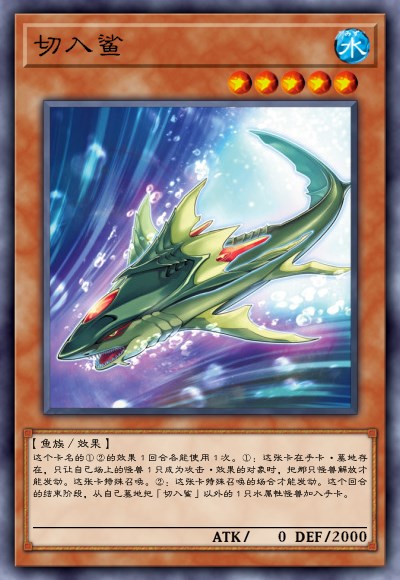 切入鲨
水
【鱼族／效果】
这个卡名的①②的效果１回合各能使用１次。①：这张卡在手卡・墓地存
在，只让自己场上的怪兽１只成为攻击・效果的对象时，把那只怪兽解放才
能发动。这张卡特殊召唤。②：这张卡特殊召唤的场合才能发动。这个回合
的结束阶段，从自己墓地把「切入鲨」以外的１只水属性怪兽加入手卡。
ATK/ 0 DEF/2000